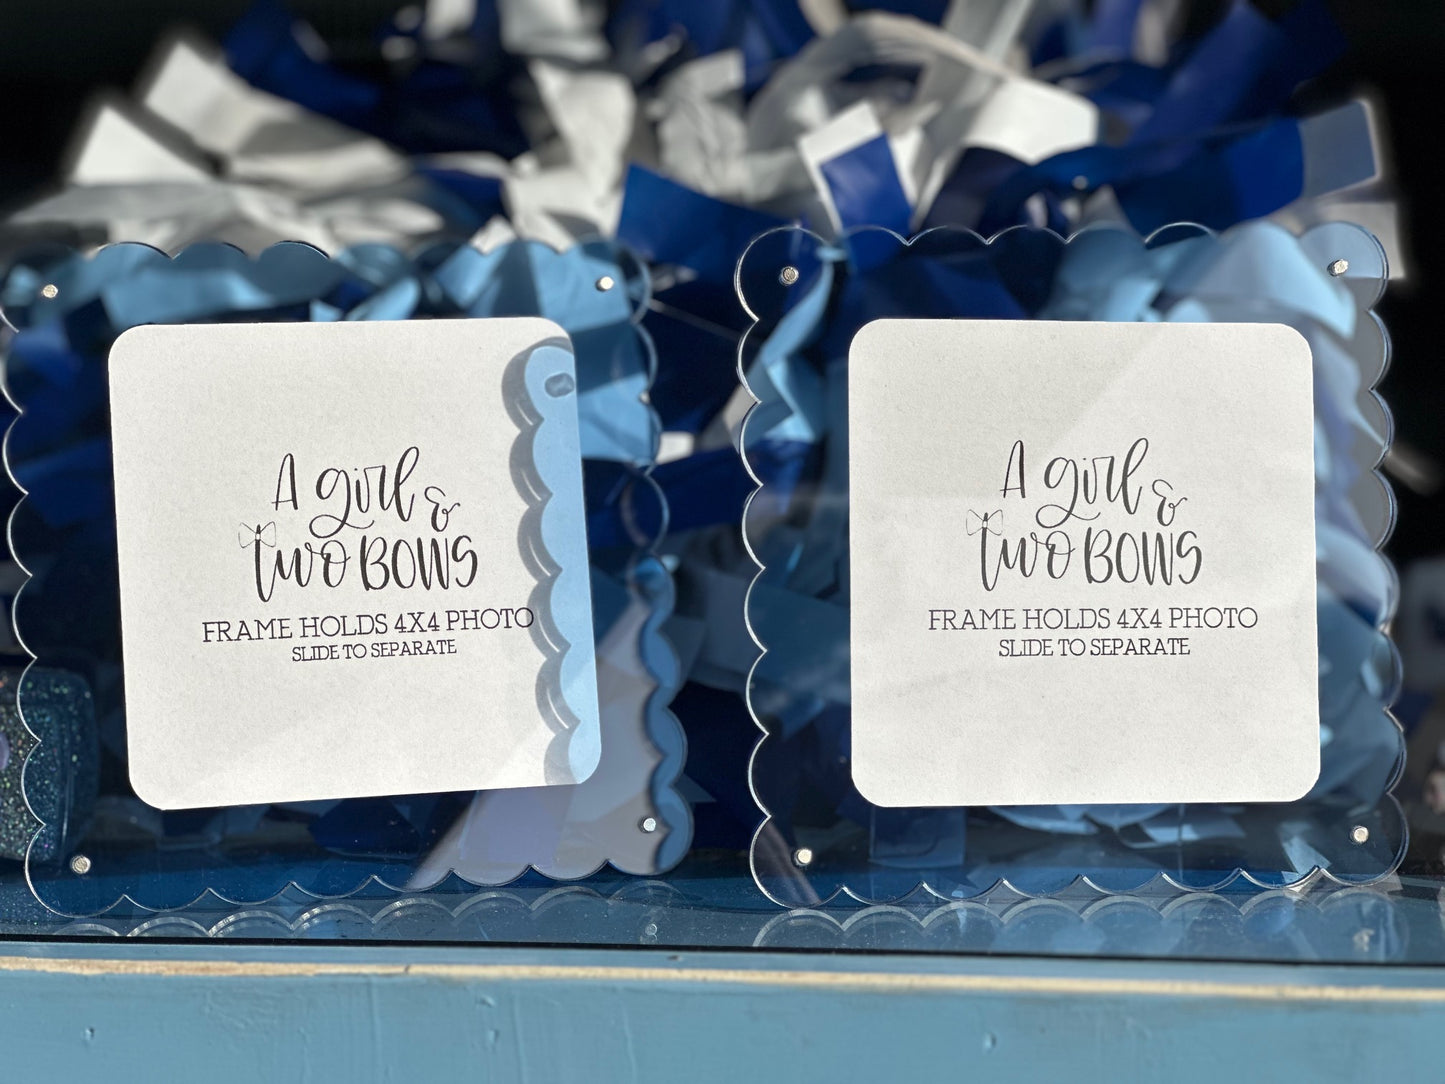 A girl &
two BOWS
FRAME HOLDS 4X4 PHOTO
SLIDE TO SEPARATE
A girl &
two BOWS
FRAME HOLDS 4X4 PHOTO
SLIDE TO SEPARATE